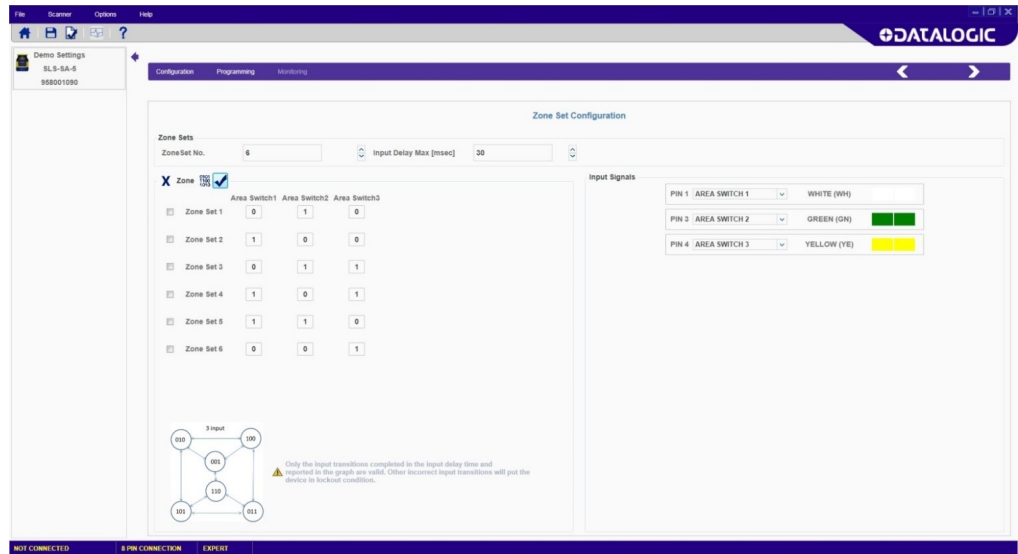 File Scanner Options Help
DATALOGIC
Demo Settings
SLS-SA-5
958001090
Configuration Programming Monitoring
Zone Set Configuration
Zone Sets
ZoneSet No. 6 Input Delay Max [msec] 30
X Zone
Input Signals
Area Switch1 Area Switch2 Area Switch3
Zone Set 1 0 1 0
Zone Set 2 1 0 0
Zone Set 3 0 1 1
Zone Set 4 1 0 1
Zone Set 5 1 1 0
Zone Set 6 0 0 1
PIN 1 AREA SWITCH 1 WHITE (WH)
PIN 3 AREA SWITCH 2 GREEN (GN)
PIN 4 AREA SWITCH 3 YELLOW (YE)
3 input
010 100
001
110
101 011
Only the input transitions completed in the input delay time and
reported in the graph are valid. Other incorrect input transitions will put the
device in lockout condition.
NOT CONNECTED 8 PIN CONNECTION EXPERT